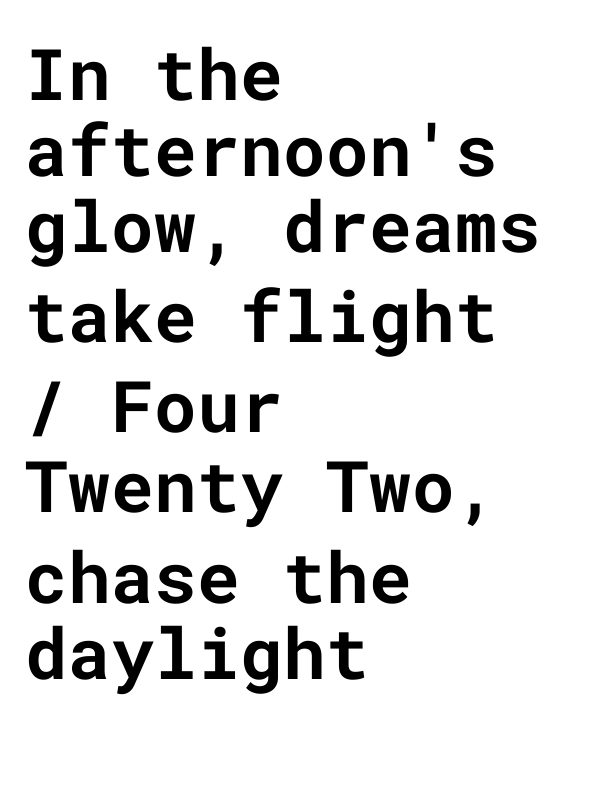 In the
afternoon's
glow, dreams
take flight
/ Four
Twenty Two,
chase the
daylight